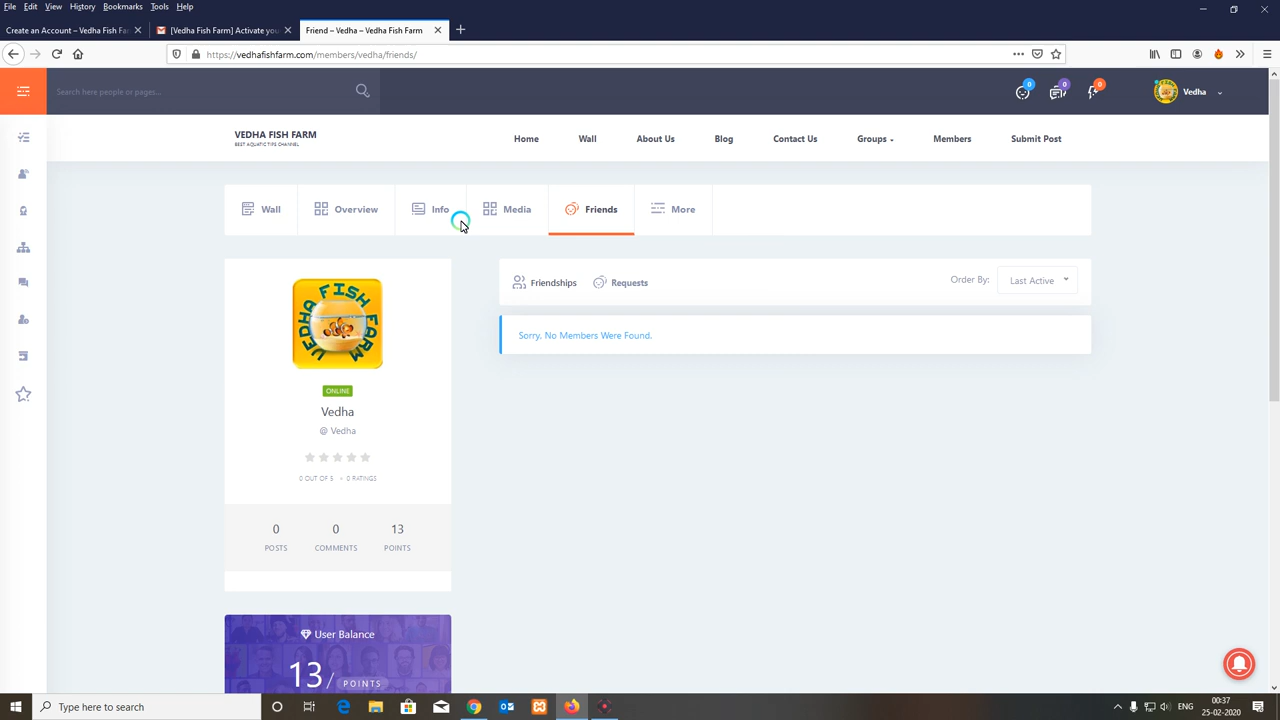 File Edit View History Bookmarks Tools Help
Create an Account – Vedha Fish Fa
[Vedha Fish Farm] Activate you
Friend – Vedha – Vedha Fish Farm
https://vedhafishfarm.com/members/vedha/friends/
Search here people or pages...
0 0 0
Vedha
VEDHA FISH FARM
BEST AQUATIC TIPS CHANNEL
Home Wall About Us Blog Contact Us Groups Members Submit Post
Wall Overview Info Media Friends More
Friendships Requests
Order By: Last Active
Sorry, No Members Were Found.
VEDHA FISH FARM
ONLINE
Vedha
@ Vedha
0 OUT OF 5 • 0 RATINGS
0 0 13
POSTS COMMENTS POINTS
User Balance
13/ POINTS
Type here to search
00:37
25-02-2020